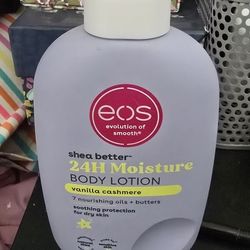 eos
evolution of
smooth®
shea better™
24H Moisture
BODY LOTION
vanilla cashmere
7 nourishing oils + butters
soothing protection
for dry skin